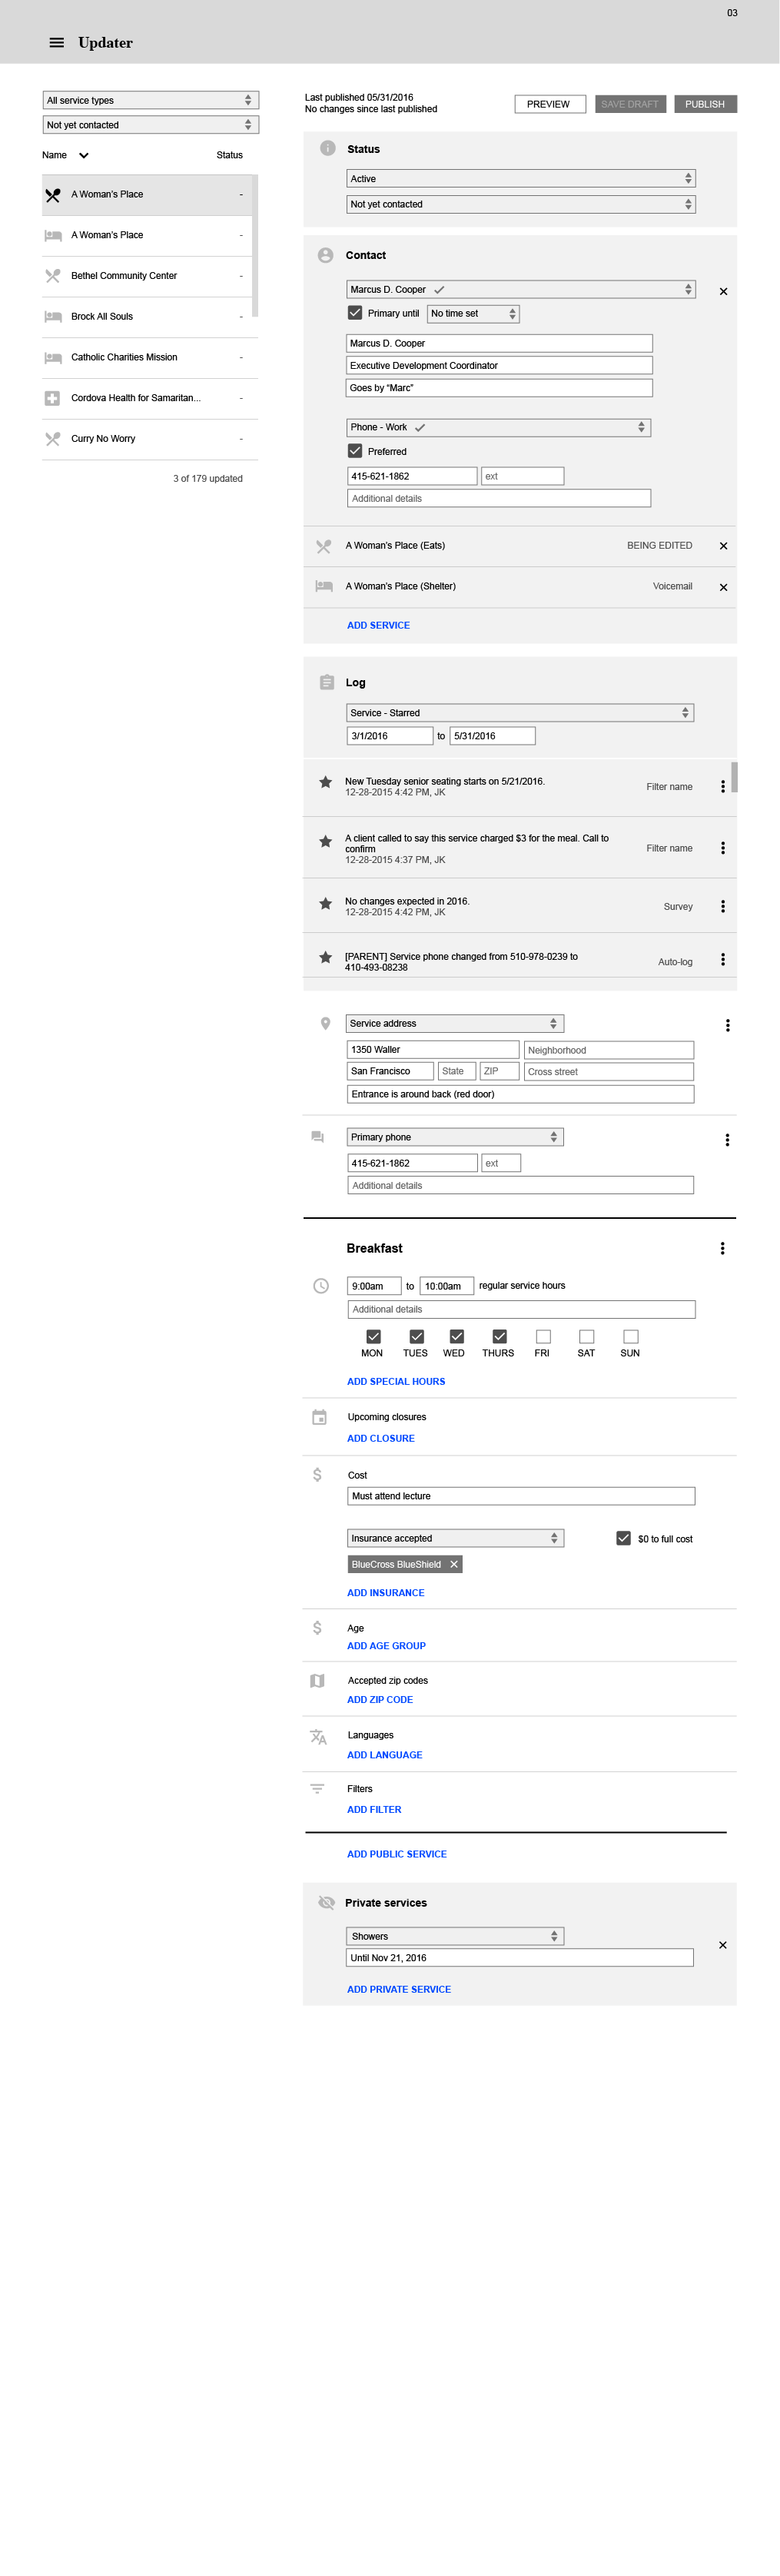 03
Updater
All service types
Not yet contacted
Name Status
A Woman's Place -
A Woman's Place -
Bethel Community Center -
Brock All Souls -
Catholic Charities Mission -
Cordova Health for Samaritan... -
Curry No Worry -
3 of 179 updated
Last published 05/31/2016
No changes since last published
PREVIEW SAVE DRAFT PUBLISH
Status
Active
Not yet contacted
Contact
Marcus D. Cooper
Primary until No time set
Marcus D. Cooper
Executive Development Coordinator
Goes by “Marc”
Phone - Work
Preferred
415-621-1862 ext
Additional details
A Woman's Place (Eats) BEING EDITED
A Woman's Place (Shelter) Voicemail
ADD SERVICE
Log
Service - Starred
3/1/2016 to 5/31/2016
New Tuesday senior seating starts on 5/21/2016.
12-28-2015 4:42 PM, JK
Filter name
A client called to say this service charged $3 for the meal. Call to
confirm
12-28-2015 4:37 PM, JK
Filter name
No changes expected in 2016.
12-28-2015 4:42 PM, JK
Survey
[PARENT] Service phone changed from 510-978-0239 to
410-493-08238
Auto-log
Service address
1350 Waller Neighborhood
San Francisco State ZIP Cross street
Entrance is around back (red door)
Primary phone
415-621-1862 ext
Additional details
Breakfast
9:00am to 10:00am regular service hours
Additional details
MON TUES WED THURS FRI SAT SUN
ADD SPECIAL HOURS
Upcoming closures
ADD CLOSURE
Cost
Must attend lecture
Insurance accepted $0 to full cost
BlueCross BlueShield
ADD INSURANCE
Age
ADD AGE GROUP
Accepted zip codes
ADD ZIP CODE
Languages
ADD LANGUAGE
Filters
ADD FILTER
ADD PUBLIC SERVICE
Private services
Showers
Until Nov 21, 2016
ADD PRIVATE SERVICE